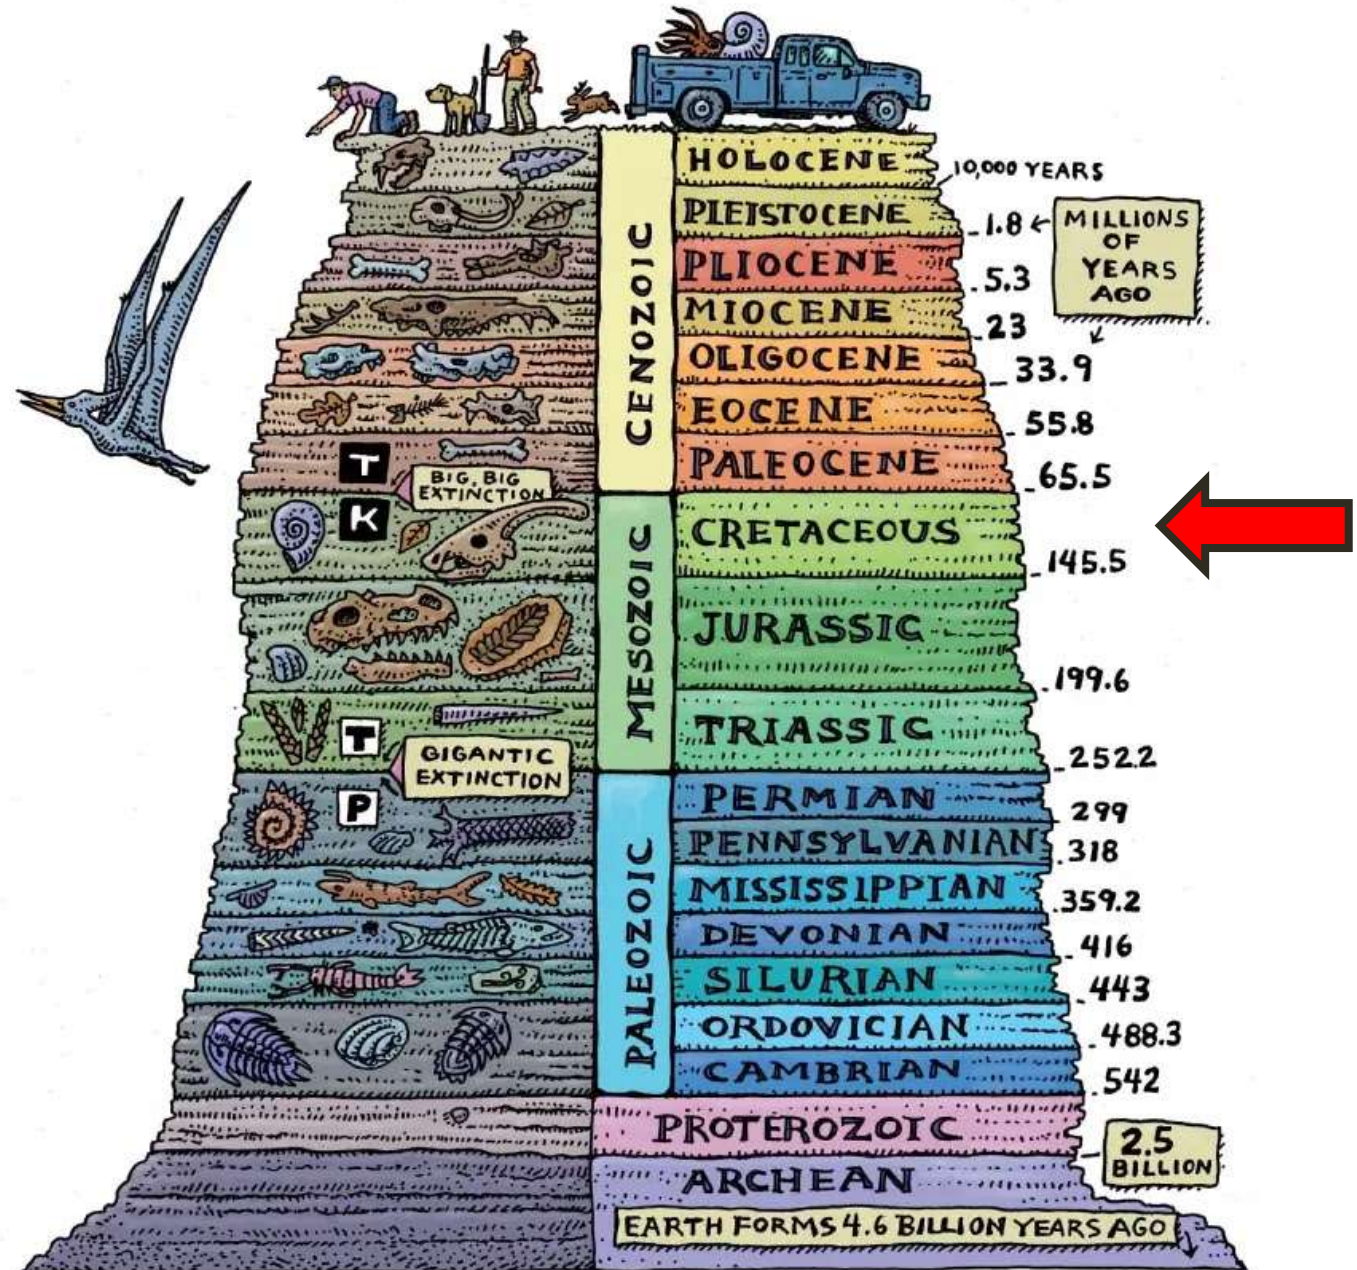 HOLOCENE
10,000 YEARS
PLEISTOCENE
1.8
MILLIONS
OF
YEARS
AGO
PLIOCENE
5.3
MIOCENE
23
OLIGOCENE
33.9
EOCENE
55.8
CENOZOIC
T
PALEOCENE
65.5
BIG, BIG
EXTINCTION
K
CRETACEOUS
145.5
MESOZOIC
JURASSIC
199.6
T
TRIASSIC
252.2
GIGANTIC
EXTINCTION
P
PERMIAN
299
PENNSYLVANIAN
318
MISSISSIPPIAN
359.2
PALEOZOIC
DEVONIAN
416
SILURIAN
443
ORDOVICIAN
488.3
CAMBRIAN
542
PROTEROZOIC
2.5
BILLION
ARCHEAN
EARTH FORMS 4.6 BILLION YEARS AGO